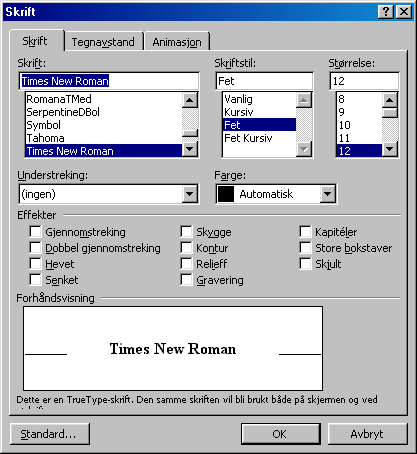 Skrift
Skrift Tegnavstand Animasjon
Skrift: Skriftstil: Størrelse:
Times New Roman Fet 12
RomanaTMed Vanlig 8
SerpentineDBol Kursiv 9
Symbol Fet 10
Tahoma Fet Kursiv 11
Times New Roman 12
Understreking: Farge:
(ingen) Automatisk
Effekter
Gjennomstreking Skygge Kapitéler
Dobbel gjennomstreking Kontur Store bokstaver
Hevet Relieff Skjult
Senket Gravering
Forhåndsvisning
Times New Roman
Dette er en TrueType-skrift. Den samme skriften vil bli brukt både på skjermen og ved
Standard... OK Avbryt